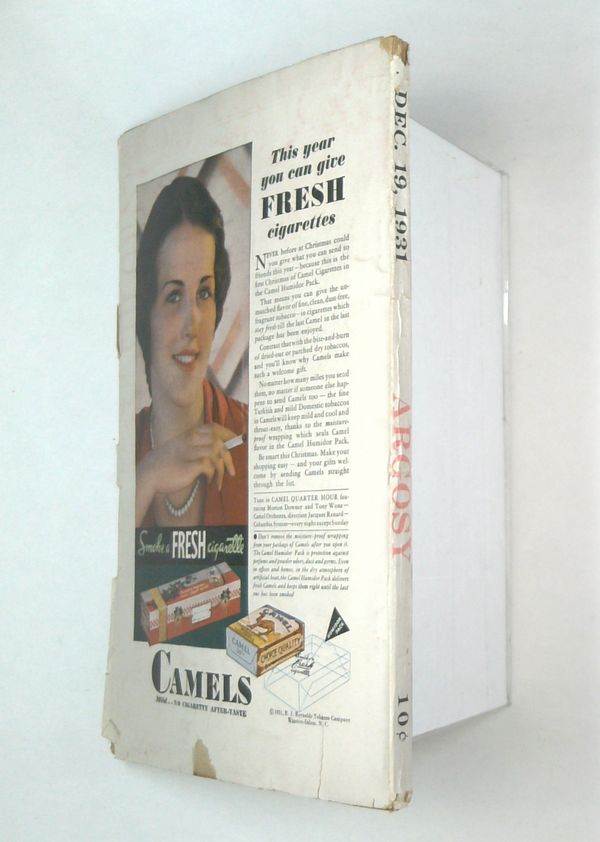 This year
you can give
FRESH
cigarettes
NEVER before at Christmas could
you give what you can send to
friends this year—because this is the
first Christmas of Camel Cigarettes in
the Camel Humidor Pack.
That means you can give the un-
matched flavor of fine, clean, dust-free,
fragrant tobacco—in cigarettes which
stay fresh till the last Camel in the last
package has been enjoyed.
Contrast that with the bite-and-burn
of dried-out or parched dry tobaccos,
and you'll know why Camels make
such a welcome gift.
No matter how many miles you send
them, no matter if someone else hap-
pens to send Camels too — the fine
Turkish and mild Domestic tobaccos
in Camels will keep mild and cool and
throat-easy, thanks to the moisture-
proof wrapping which seals Camel
flavor in the Camel Humidor Pack.
Be smart this Christmas. Make your
shopping easy — and your gifts wel-
come by sending Camels straight
through the list.
Tune in CAMEL QUARTER HOUR fea-
turing Morton Downey and Tony Wons—
Camel Orchestra, direction Jacques Renard—
Columbia System—every night except Sunday
● Don't remove the moisture-proof wrapping
from your package of Camels after you open it.
The Camel Humidor Pack is protection against
perfume and powder odors, dust and germs. Even
in offices and homes, in the dry atmosphere of
artificial heat, the Camel Humidor Pack delivers
fresh Camels and keeps them right until the last
one has been smoked
Smoke a FRESH cigarette
CAMEL
CAMEL
CHOICE QUALITY
Fresh
CAMELS
Mild.. NO CIGARETTY AFTER-TASTE
© 1931, R. J. Reynolds Tobacco Company
Winston-Salem, N. C.
DEC. 19, 1931
ARGOSY
10¢